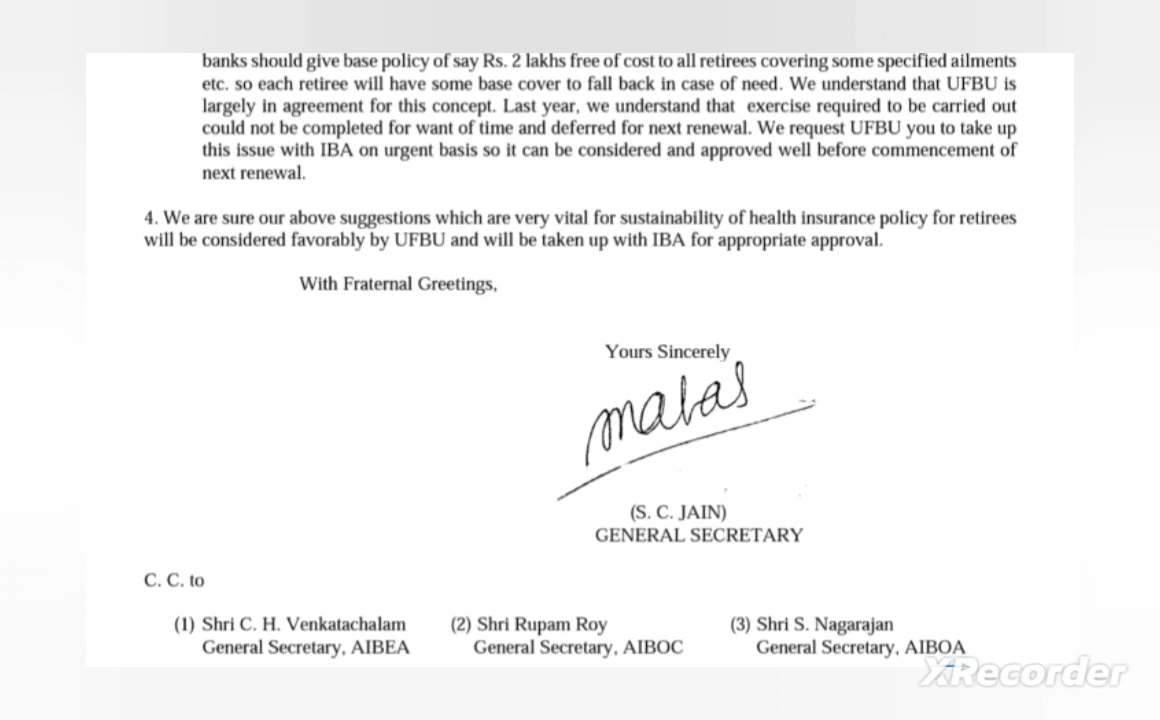 banks should give base policy of say Rs. 2 lakhs free of cost to all retirees covering some specified ailments
etc. so each retiree will have some base cover to fall back in case of need. We understand that UFBU is
largely in agreement for this concept. Last year, we understand that exercise required to be carried out
could not be completed for want of time and deferred for next renewal. We request UFBU you to take up
this issue with IBA on urgent basis so it can be considered and approved well before commencement of
next renewal.
4. We are sure our above suggestions which are very vital for sustainability of health insurance policy for retirees
will be considered favorably by UFBU and will be taken up with IBA for appropriate approval.
With Fraternal Greetings,
Yours Sincerely
(S. C. JAIN)
GENERAL SECRETARY
C. C. to
(1) Shri C. H. Venkatachalam (2) Shri Rupam Roy (3) Shri S. Nagarajan
General Secretary, AIBEA General Secretary, AIBOC General Secretary, AIBOA
XRecorder